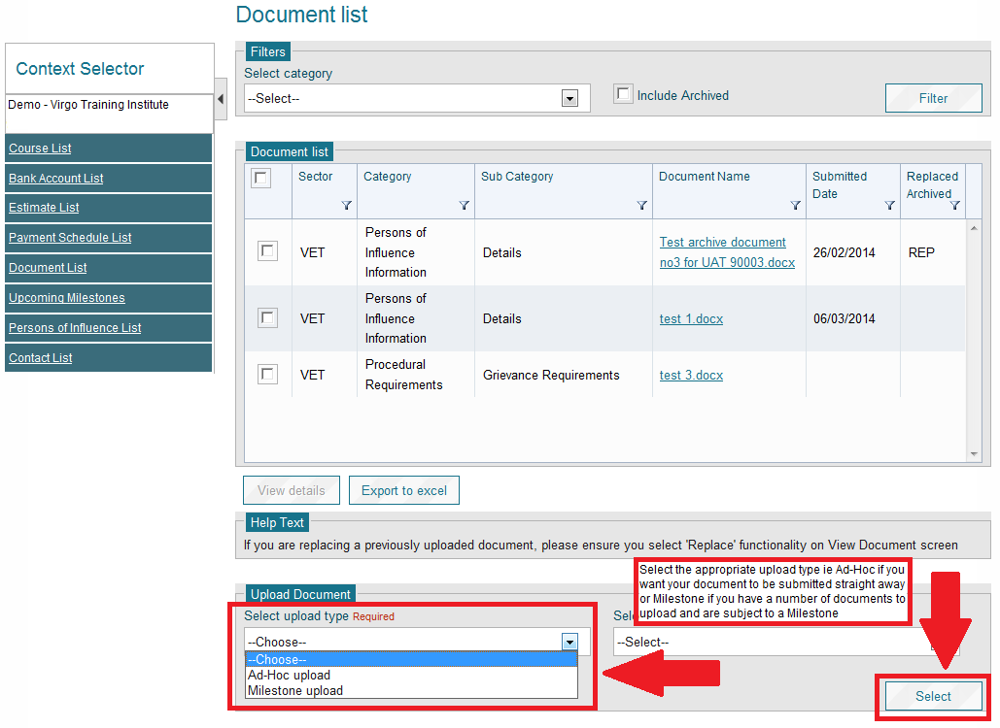 Document list
Context Selector
Demo - Virgo Training Institute
Course List
Bank Account List
Estimate List
Payment Schedule List
Document List
Upcoming Milestones
Persons of Influence List
Contact List
Filters
Select category
--Select--
Include Archived
Filter
Document list
Sector
Category
Sub Category
Document Name
Submitted
Date
Replaced
Archived
VET
Persons of
Influence
Information
Details
Test archive document
no3 for UAT 90003.docx
26/02/2014
REP
VET
Persons of
Influence
Information
Details
test 1.docx
06/03/2014
VET
Procedural
Requirements
Grievance Requirements
test 3.docx
View details
Export to excel
Help Text
If you are replacing a previously uploaded document, please ensure you select 'Replace' functionality on View Document screen
Select the appropriate upload type ie Ad-Hoc if you
want your document to be submitted straight away
or Milestone if you have a number of documents to
upload and are subject to a Milestone
Upload Document
Select upload type Required
--Choose--
--Choose--
Ad-Hoc upload
Milestone upload
--Select--
Select